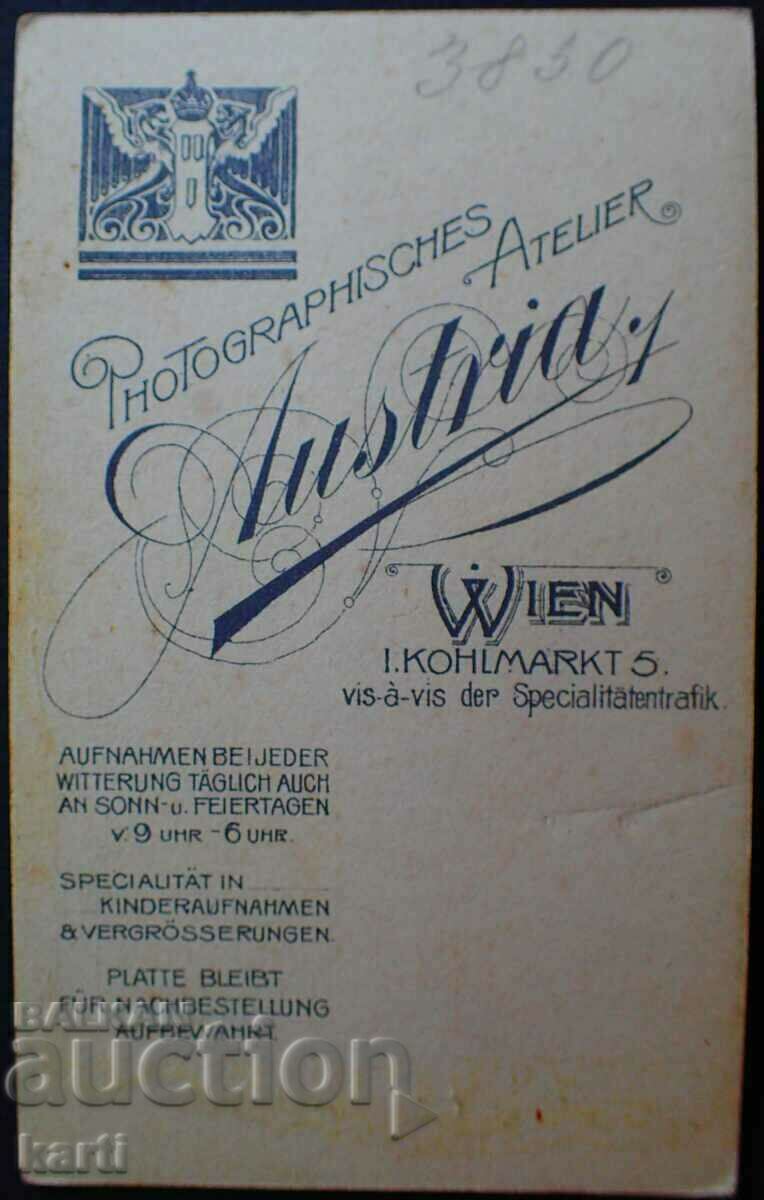 3830
PHOTOGRAPHISCHES ATELIER
Austria,
WIEN
I. KOHLMARKT 5.
vis-à-vis der Specialitätentrafik.
AUFNAHMEN BEI JEDER
WITTERUNG TÄGLICH AUCH
AN SONN- u. FEIERTAGEN
v. 9 UHR - 6 UHR.
SPECIALITÄT IN
KINDERAUFNAHMEN
& VERGRÖSSERUNGEN.
PLATTE BLEIBT
FÜR NACHBESTELLUNG
AUFBEWAHRT.
BALKAN
auction
karti